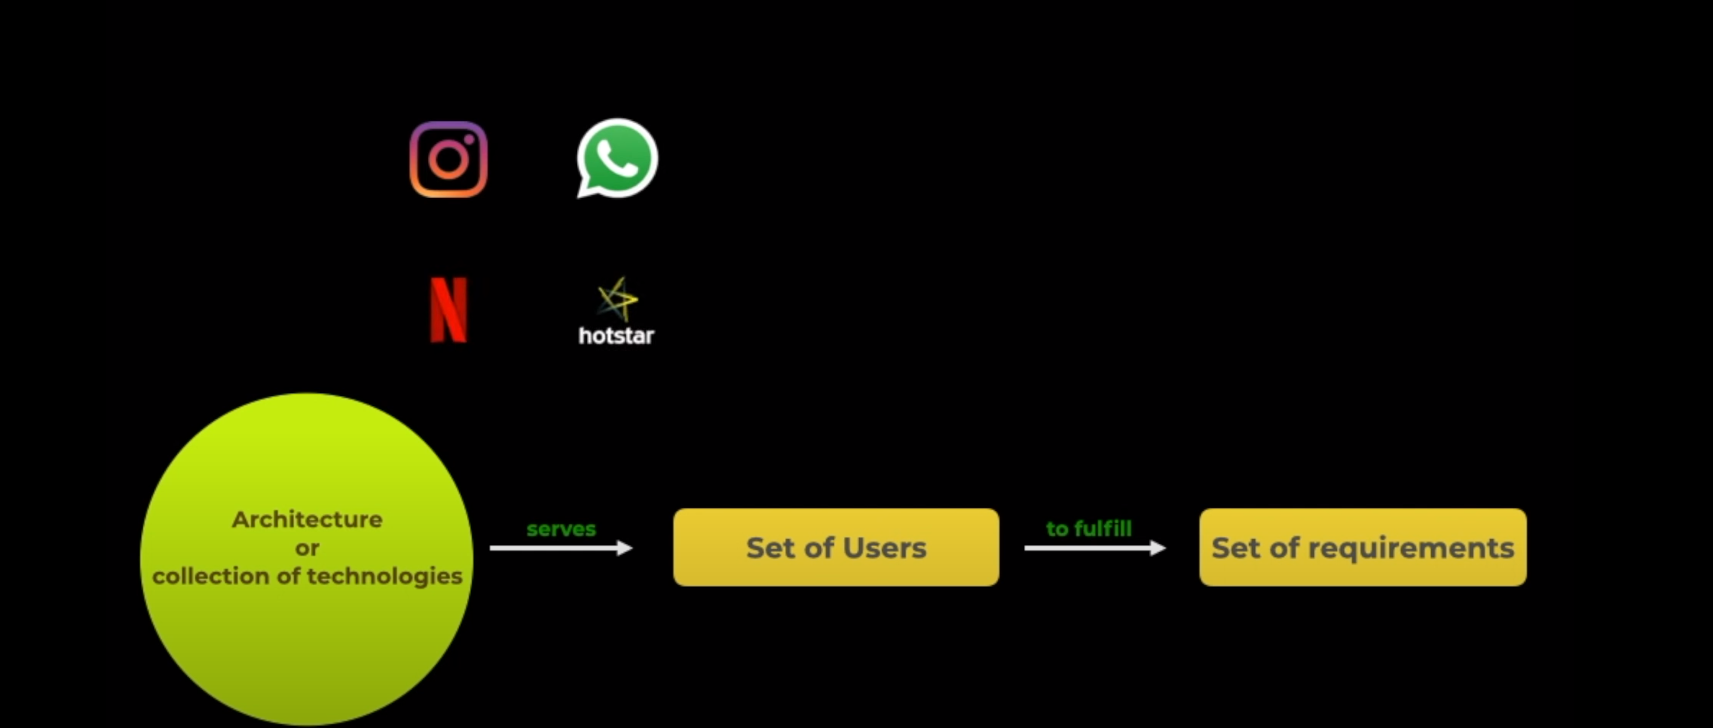 N
hotstar
Architecture
or
collection of technologies
serves
Set of Users
to fulfill
Set of requirements